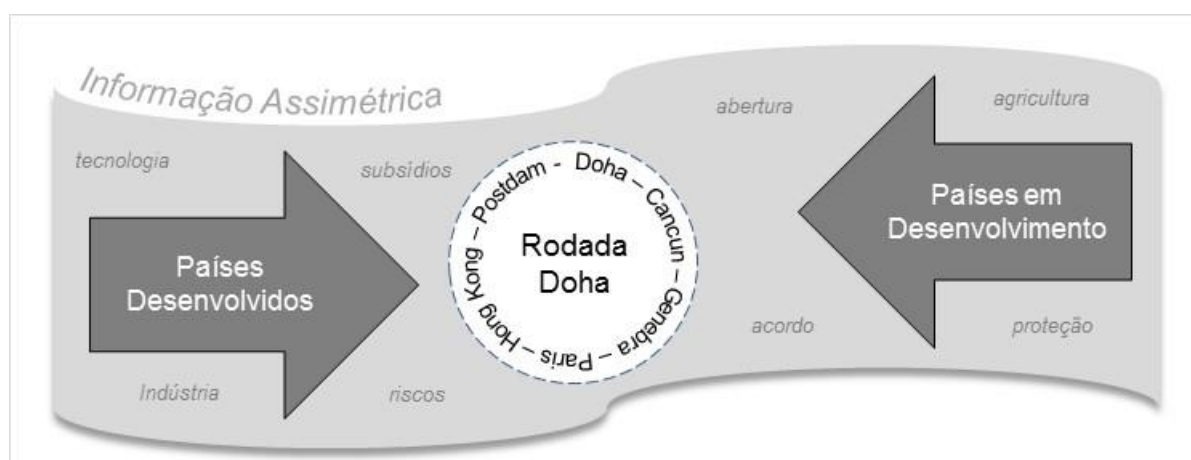 Informação Assimétrica
tecnologia
subsídios
Países
Desenvolvidos
Indústria
riscos
Doha – Cancun – Genebra – Paris – Hong Kong – Postdam -
Rodada
Doha
abertura
agricultura
Países em
Desenvolvimento
acordo
proteção